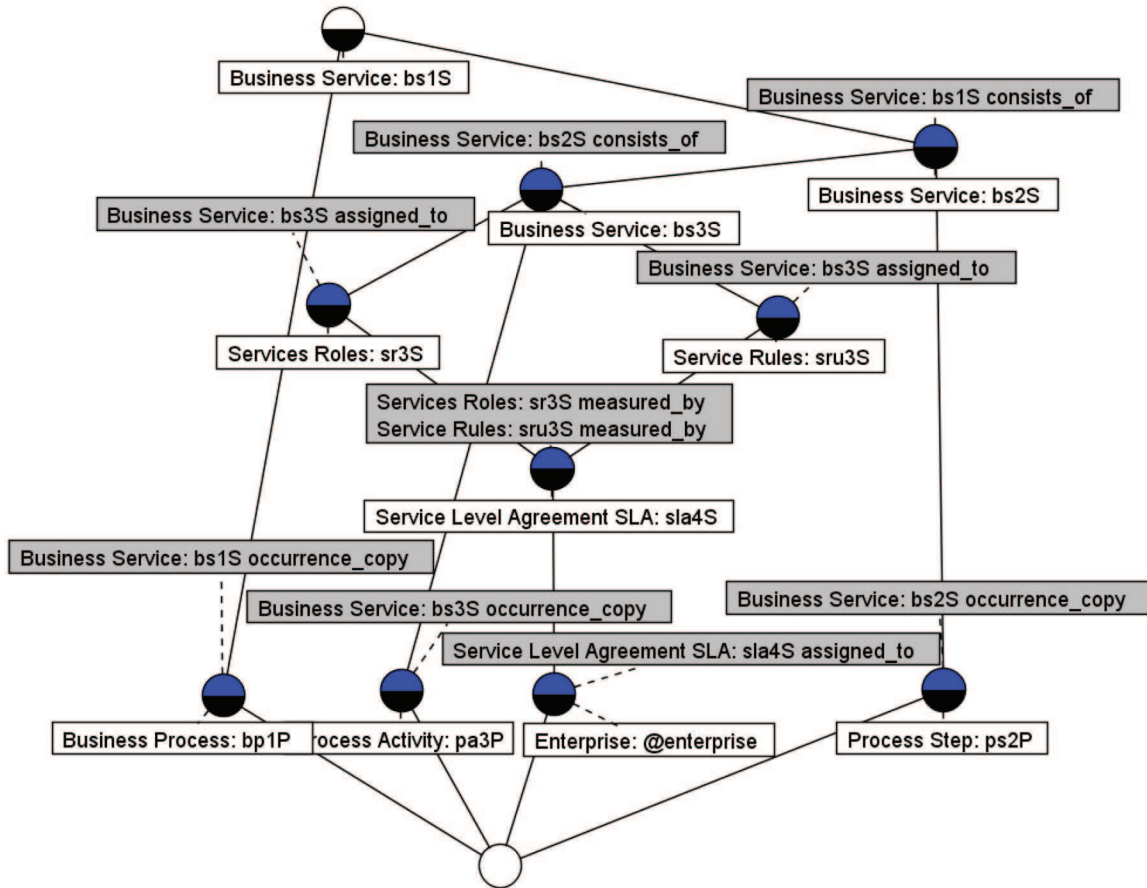 Business Service: bs1S
Business Service: bs1S consists_of
Business Service: bs2S consists_of
Business Service: bs2S
Business Service: bs3S assigned_to
Business Service: bs3S
Business Service: bs3S assigned_to
Services Roles: sr3S
Service Rules: sru3S
Services Roles: sr3S measured_by
Service Rules: sru3S measured_by
Service Level Agreement SLA: sla4S
Business Service: bs1S occurrence_copy
Business Service: bs3S occurrence_copy
Business Service: bs2S occurrence_copy
Service Level Agreement SLA: sla4S assigned_to
Business Process: bp1P
rocess Activity: pa3P
Enterprise: @enterprise
Process Step: ps2P